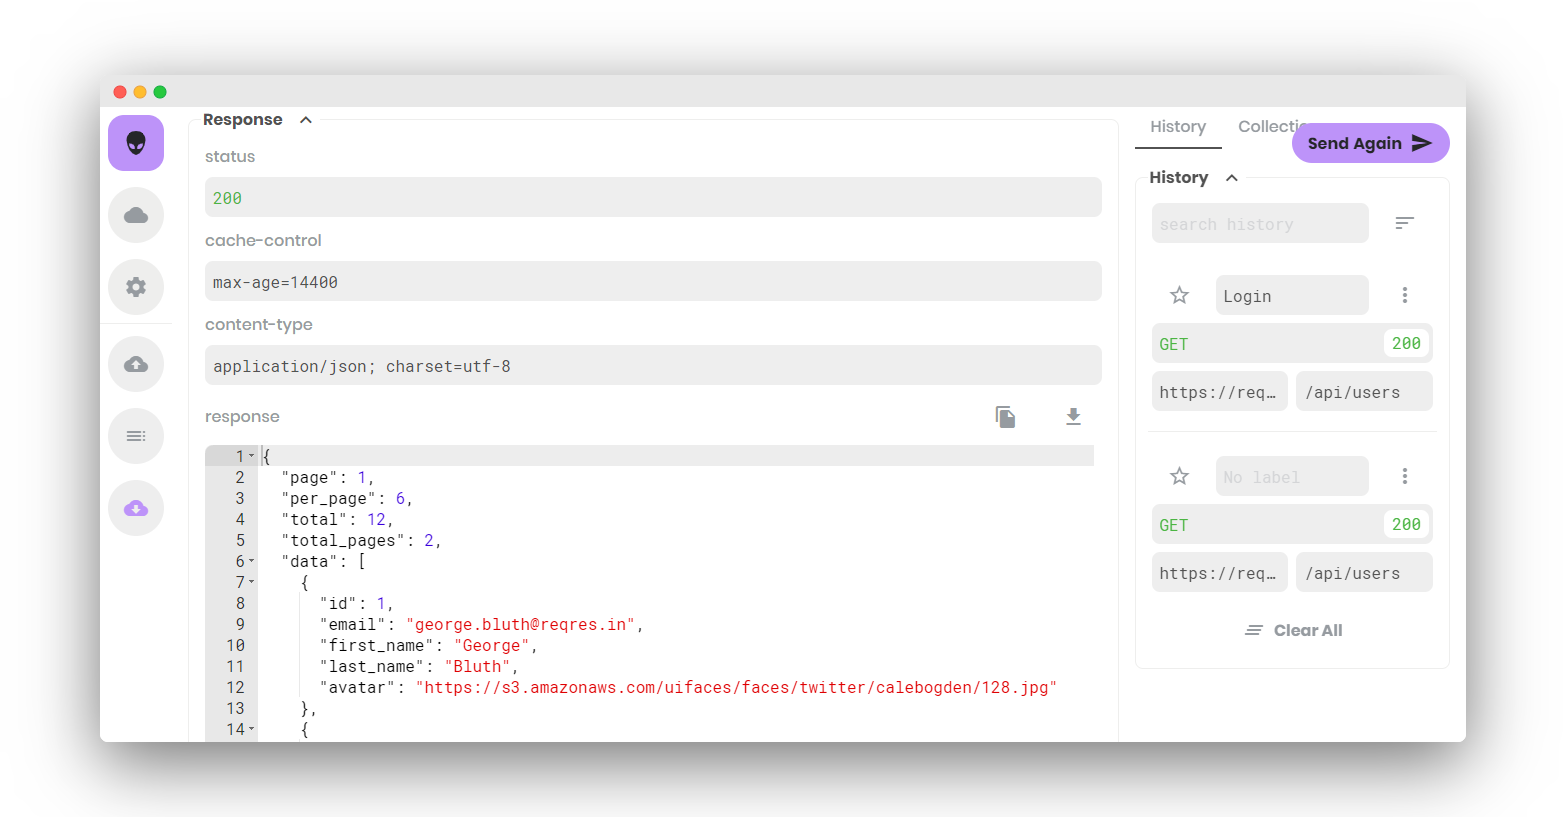 Response
status
200
cache-control
max-age=14400
content-type
application/json; charset=utf-8
response
1 {
2 "page": 1,
3 "per_page": 6,
4 "total": 12,
5 "total_pages": 2,
6 "data": [
7 {
8 "id": 1,
9 "email": "george.bluth@reqres.in",
10 "first_name": "George",
11 "last_name": "Bluth",
12 "avatar": "https://s3.amazonaws.com/uifaces/faces/twitter/calebogden/128.jpg"
13 },
14 {
History Collectio
Send Again
History
search history
Login
GET 200
https://req… /api/users
No label
GET 200
https://req… /api/users
Clear All